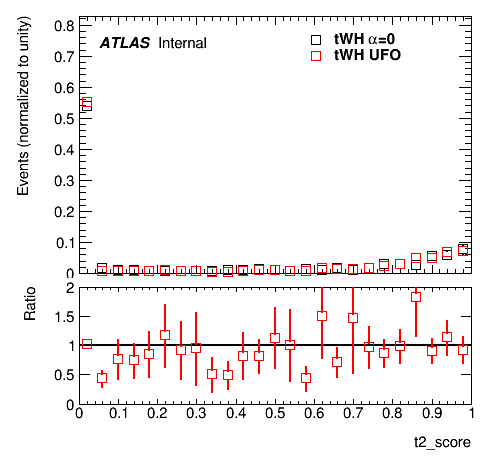 ATLAS Internal
tWH α=0
tWH UFO
Events (normalized to unity)
0.8
0.7
0.6
0.5
0.4
0.3
0.2
0.1
0
Ratio
2
1.5
1
0.5
0
0 0.1 0.2 0.3 0.4 0.5 0.6 0.7 0.8 0.9 1
t2_score